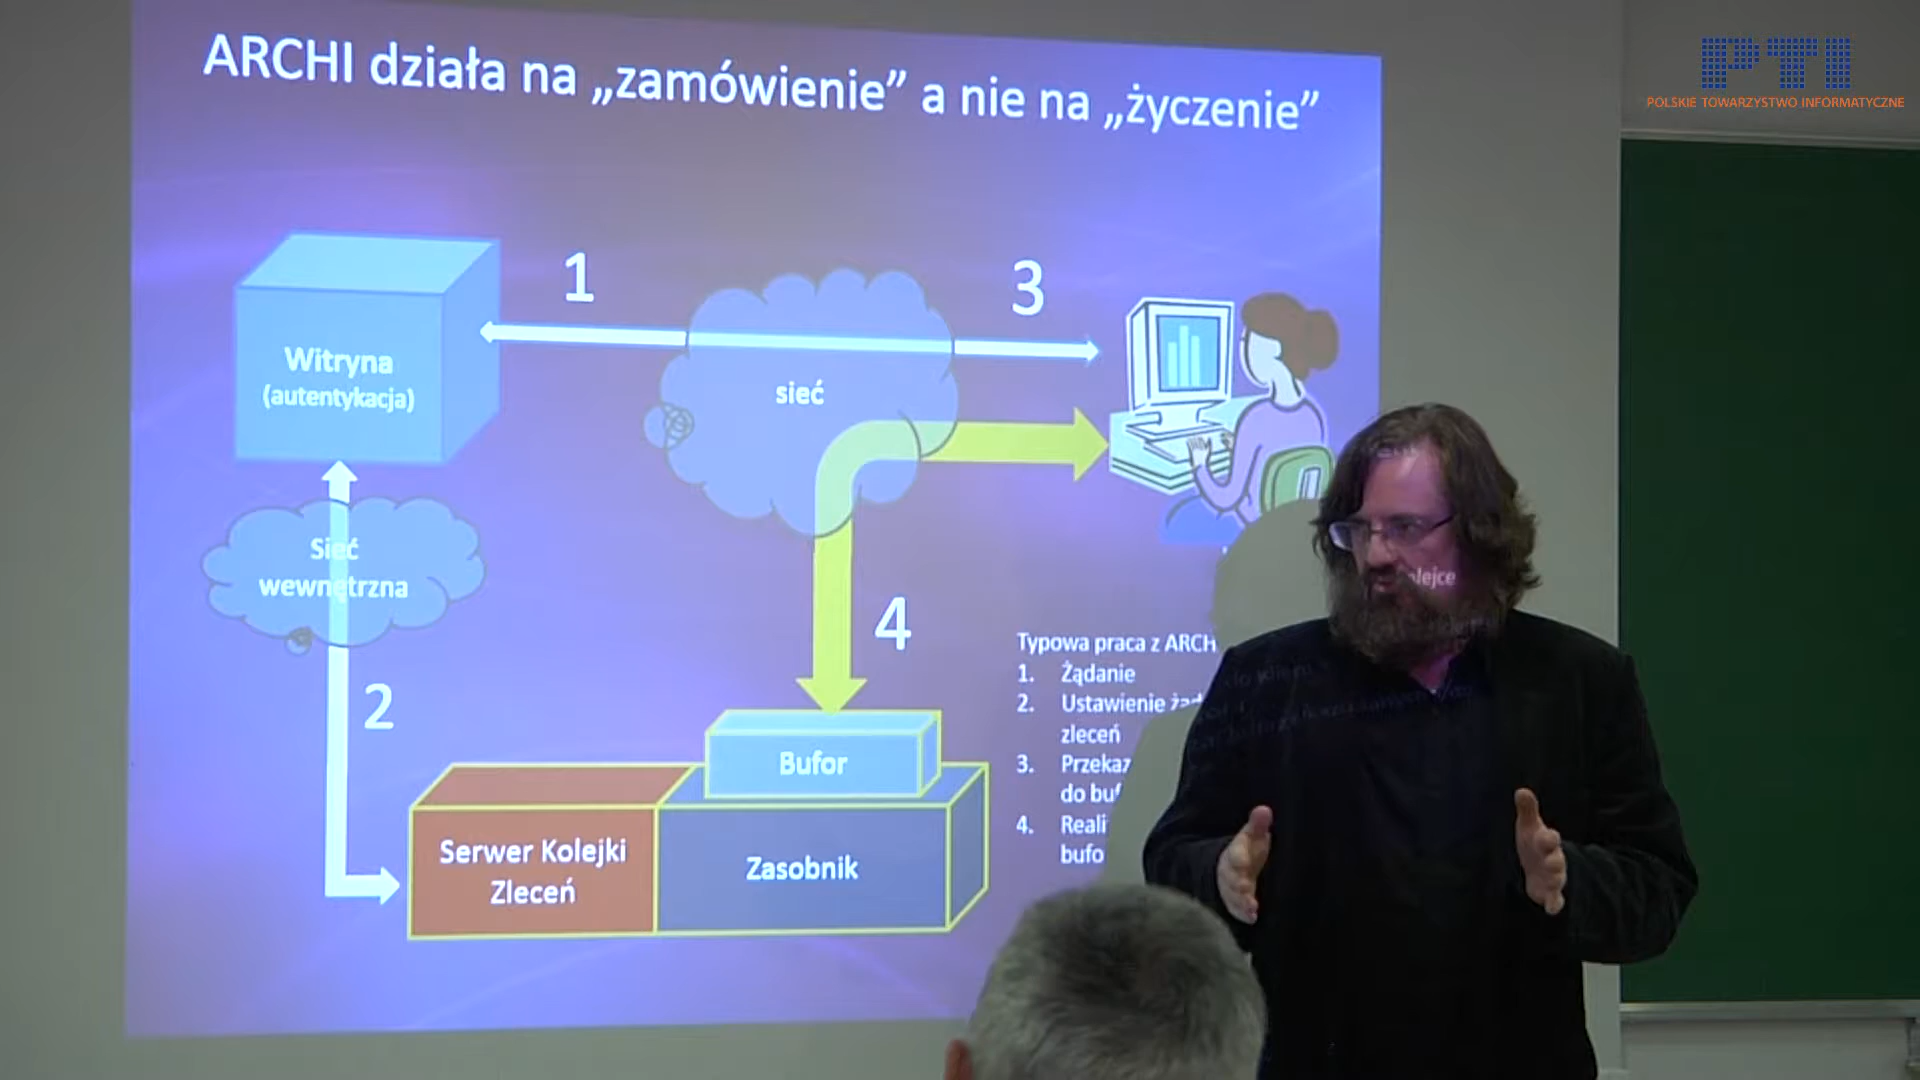 ARCHI działa na „zamówienie” a nie na „życzenie”
PTI
POLSKIE TOWARZYSTWO INFORMATYCZNE
1
3
Witryna
(autentykacja)
sieć
Sieć
wewnętrzna
2
4
Bufor
Serwer Kolejki
Zleceń
Zasobnik
Typowa praca z
1. Żądanie
2. Ustawienie
zleceń
3.
do
4.